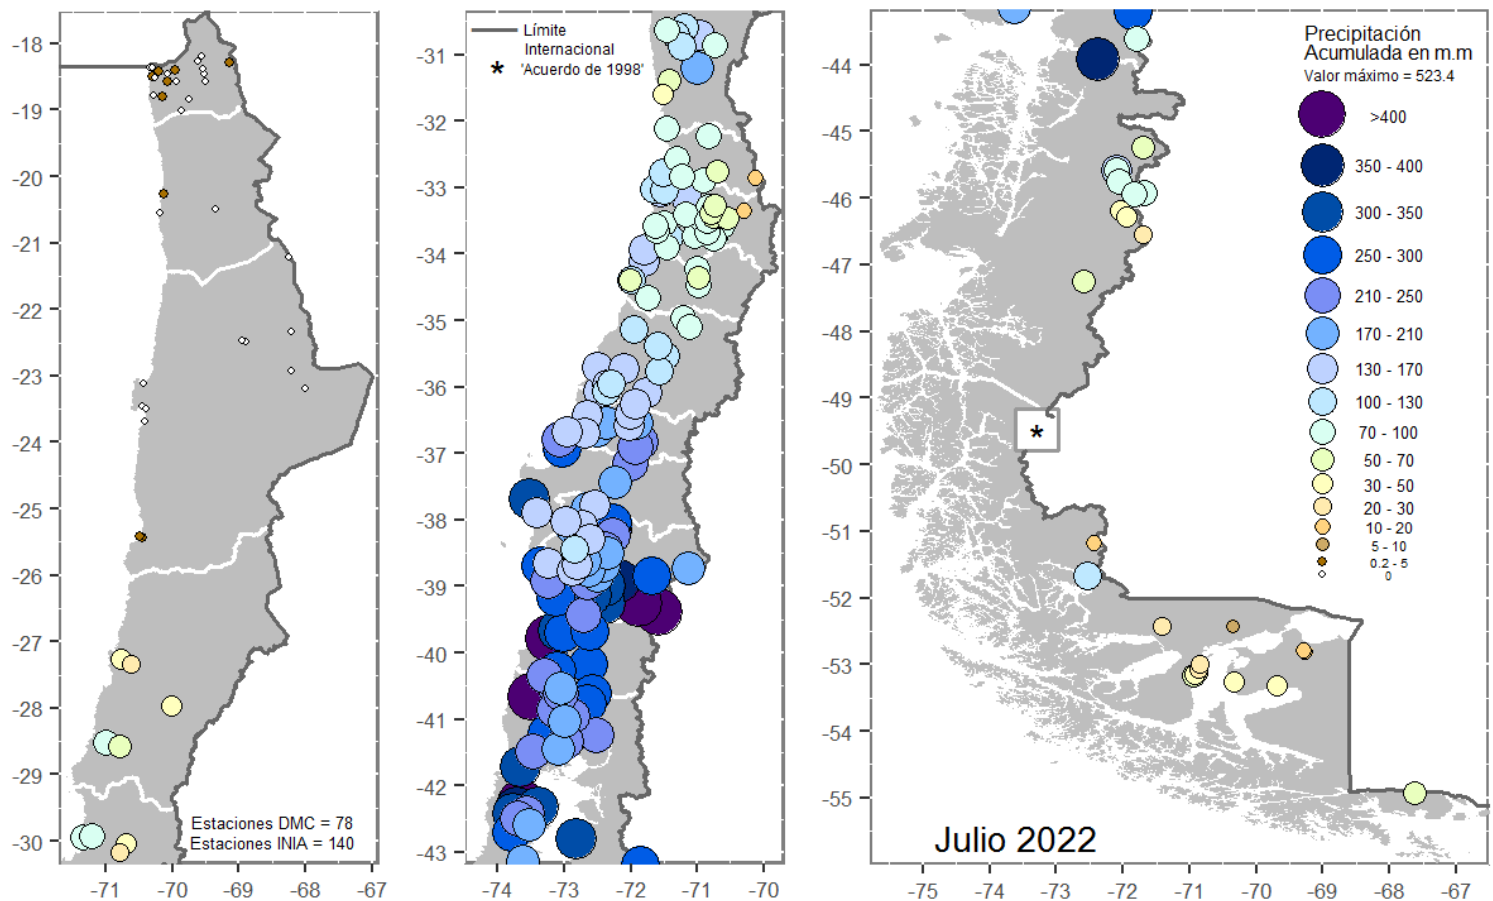 -18
-19
-20
-21
-22
-23
-24
-25
-26
-27
-28
-29
-30
Estaciones DMC = 78
Estaciones INIA = 140
-71
-70
-69
-68
-67
Límite
Internacional
* 'Acuerdo de 1998'
-31
-32
-33
-34
-35
-36
-37
-38
-39
-40
-41
-42
-43
-74
-73
-72
-71
-70
-44
-45
-46
-47
-48
-49
-50
-51
-52
-53
-54
-55
*
Precipitación
Acumulada en m.m
Valor máximo = 523.4
>400
350 - 400
300 - 350
250 - 300
210 - 250
170 - 210
130 - 170
100 - 130
70 - 100
50 - 70
30 - 50
20 - 30
10 - 20
5 - 10
0.2 - 5
0
Julio 2022
-75
-74
-73
-72
-71
-70
-69
-68
-67